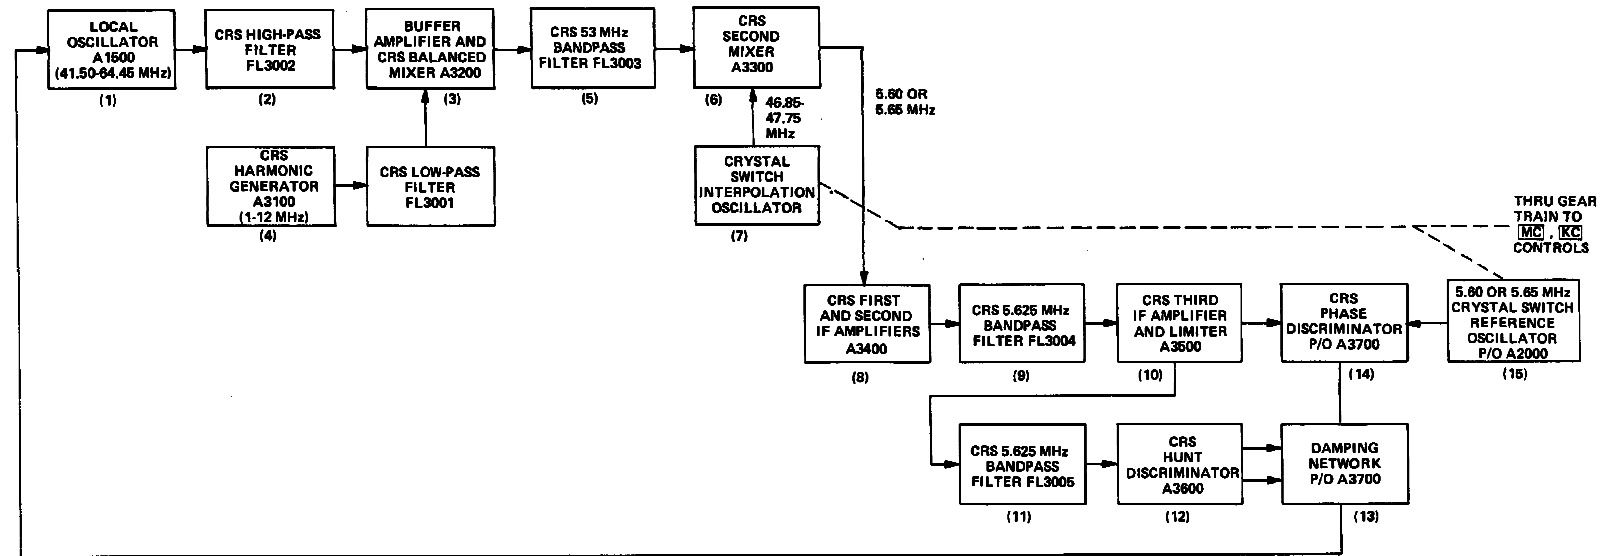 LOCAL
OSCILLATOR
A1500
(41.50-64.45 MHz)
(1)
CRS HIGH-PASS
FILTER
FL3002
(2)
BUFFER
AMPLIFIER AND
CRS BALANCED
MIXER A3200
(3)
CRS 53 MHz
BANDPASS
FILTER FL3003
(5)
CRS
SECOND
MIXER
A3300
(6)
46.85-
47.75
MHz
5.60 OR
5.65 MHz
CRS
HARMONIC
GENERATOR
A3100
(1-12 MHz)
(4)
CRS LOW-PASS
FILTER
FL3001
CRYSTAL
SWITCH
INTERPOLATION
OSCILLATOR
(7)
THRU GEAR
TRAIN TO
MC , KC
CONTROLS
CRS FIRST
AND SECOND
IF AMPLIFIERS
A3400
(8)
CRS 5.625 MHz
BANDPASS
FILTER FL3004
(9)
CRS THIRD
IF AMPLIFIER
AND LIMITER
A3500
(10)
CRS
PHASE
DISCRIMINATOR
P/O A3700
(14)
5.60 OR 5.65 MHz
CRYSTAL SWITCH
REFERENCE
OSCILLATOR
P/O A2000
(15)
CRS 5.625 MHz
BANDPASS
FILTER FL3005
(11)
CRS
HUNT
DISCRIMINATOR
A3600
(12)
DAMPING
NETWORK
P/O A3700
(13)